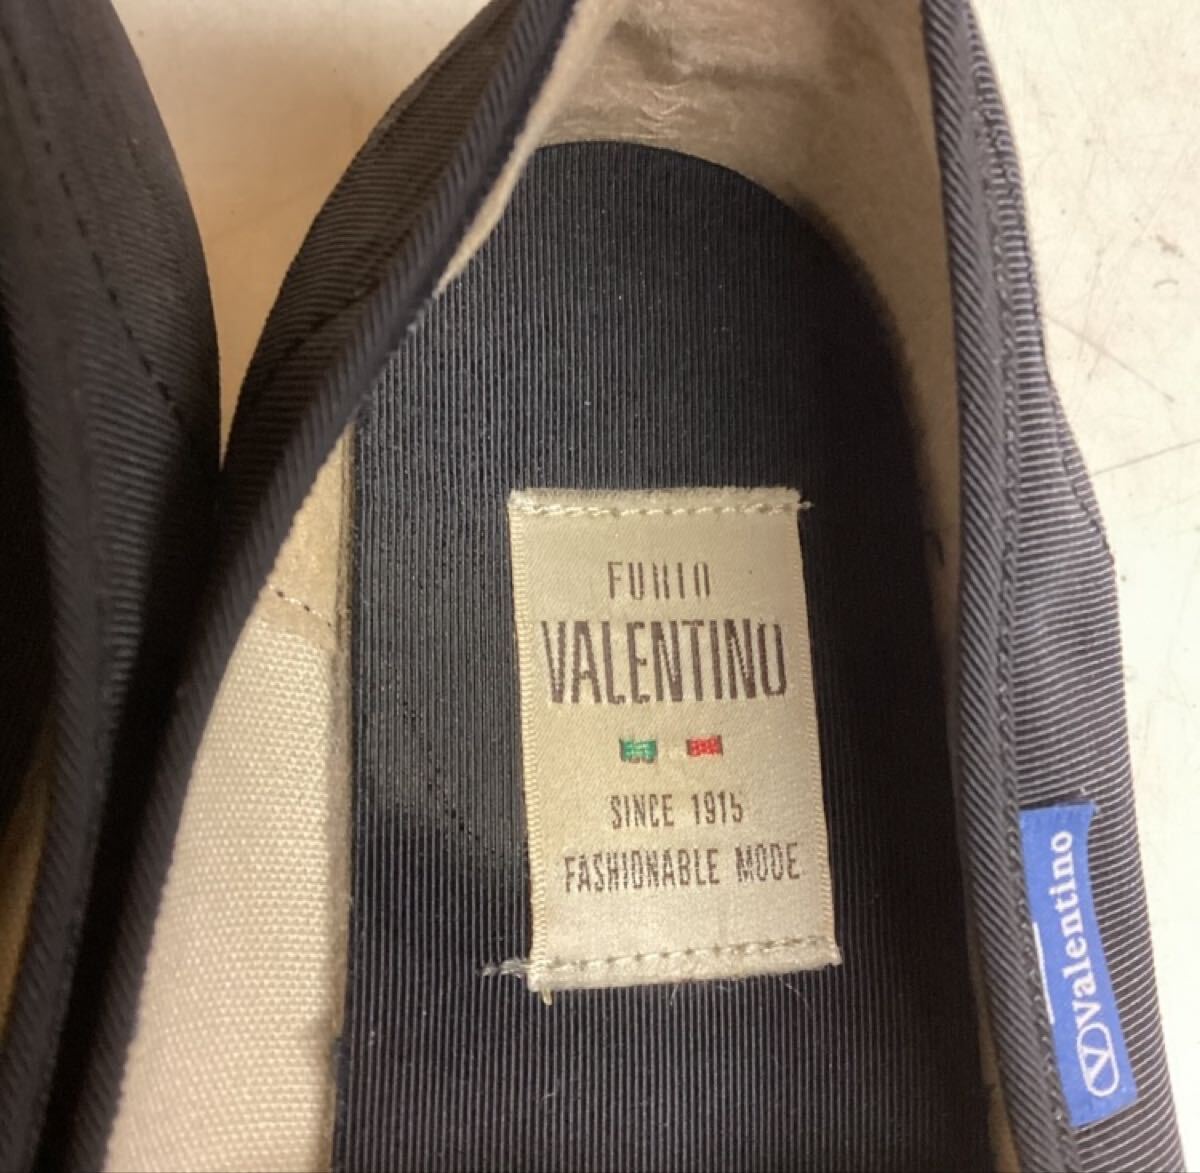 FURIO
VALENTINO
SINCE 1915
FASHIONABLE MODE
Valentino